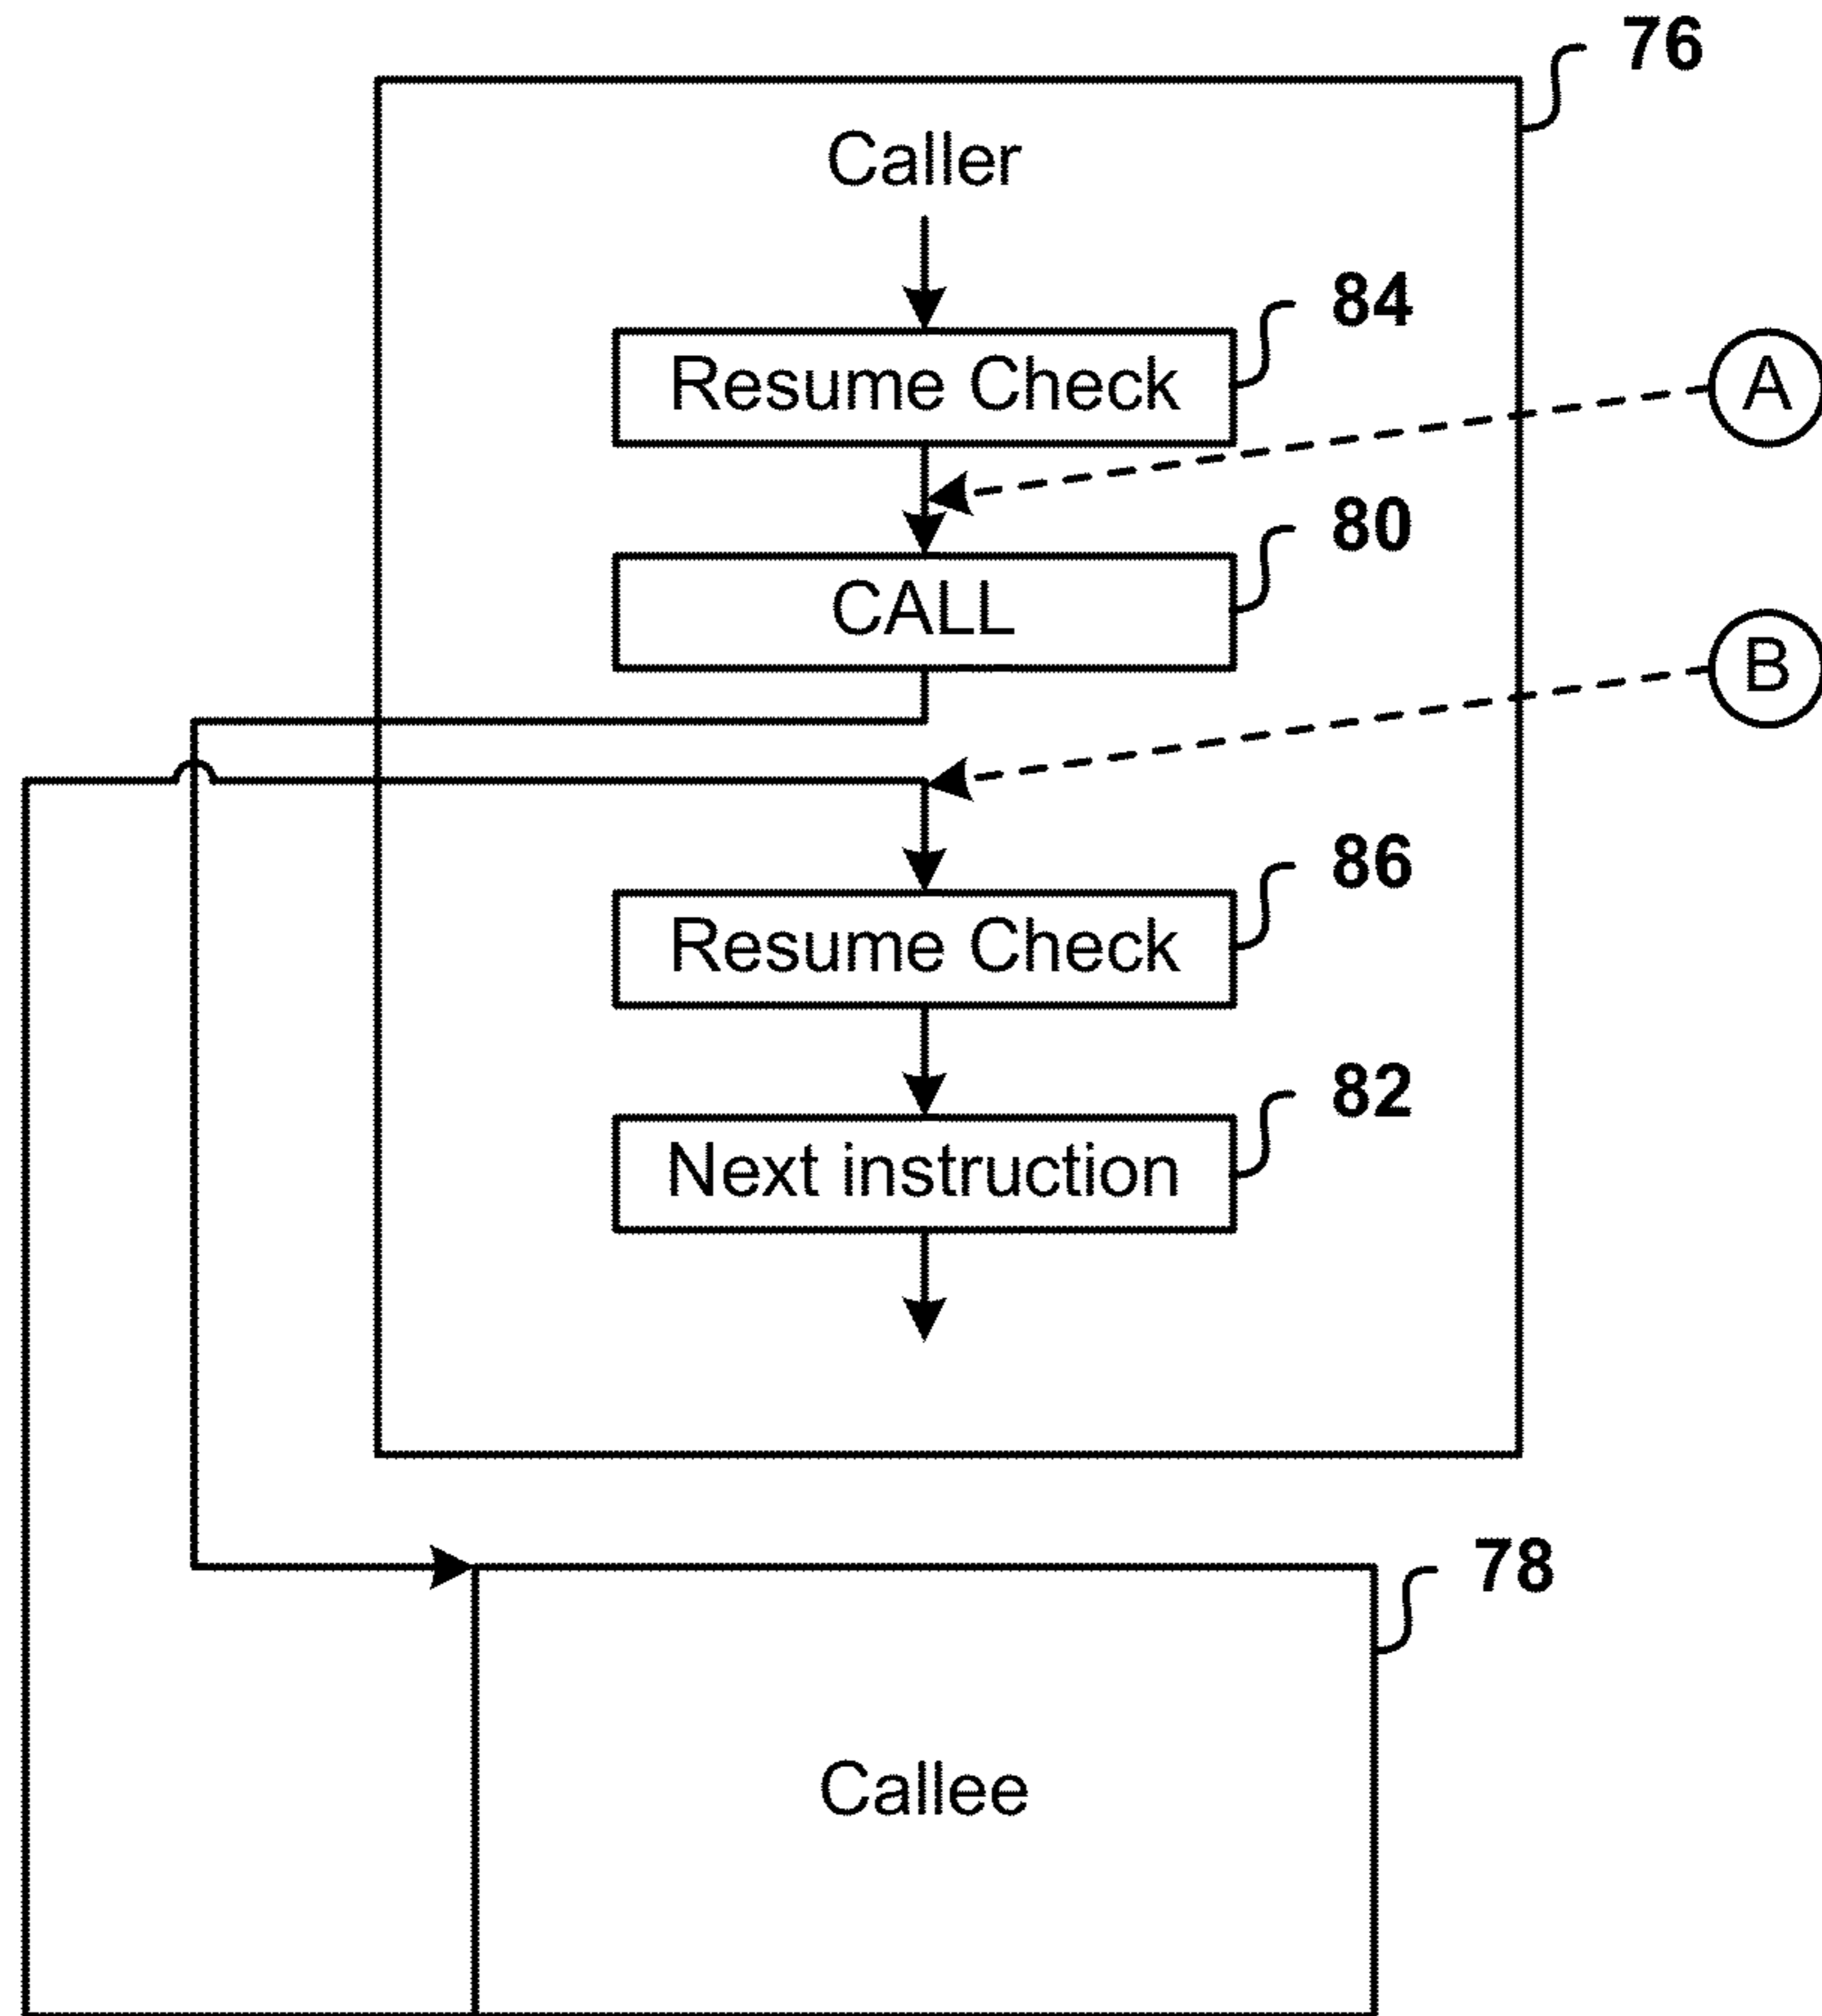 76
Caller
84
Resume Check
A
80
CALL
B
86
Resume Check
82
Next instruction
78
Callee